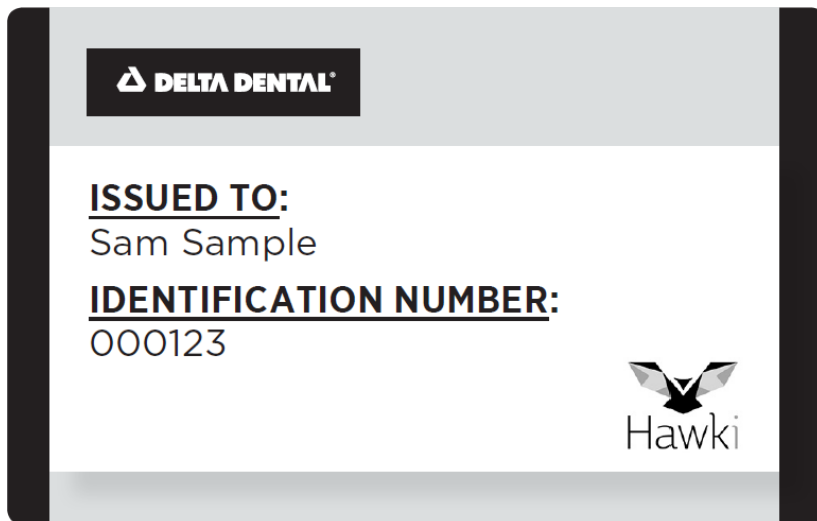 DELTA DENTAL®
ISSUED TO:
Sam Sample
IDENTIFICATION NUMBER:
000123
Hawki